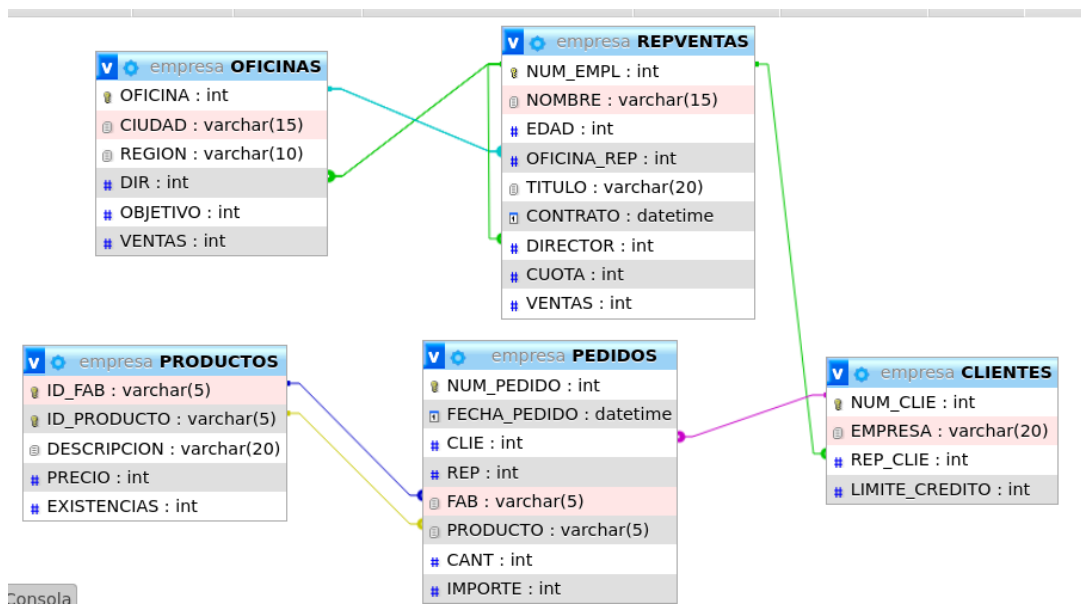 empresa OFICINAS
OFICINA : int
CIUDAD : varchar(15)
REGION : varchar(10)
DIR : int
OBJETIVO : int
VENTAS : int
empresa REPVENTAS
NUM_EMPL : int
NOMBRE : varchar(15)
EDAD : int
OFICINA_REP : int
TITULO : varchar(20)
CONTRATO : datetime
DIRECTOR : int
CUOTA : int
VENTAS : int
empresa PRODUCTOS
ID_FAB : varchar(5)
ID_PRODUCTO : varchar(5)
DESCRIPCION : varchar(20)
PRECIO : int
EXISTENCIAS : int
empresa PEDIDOS
NUM_PEDIDO : int
FECHA_PEDIDO : datetime
CLIE : int
REP : int
FAB : varchar(5)
PRODUCTO : varchar(5)
CANT : int
IMPORTE : int
empresa CLIENTES
NUM_CLIE : int
EMPRESA : varchar(20)
REP_CLIE : int
LIMITE_CREDITO : int
Consola